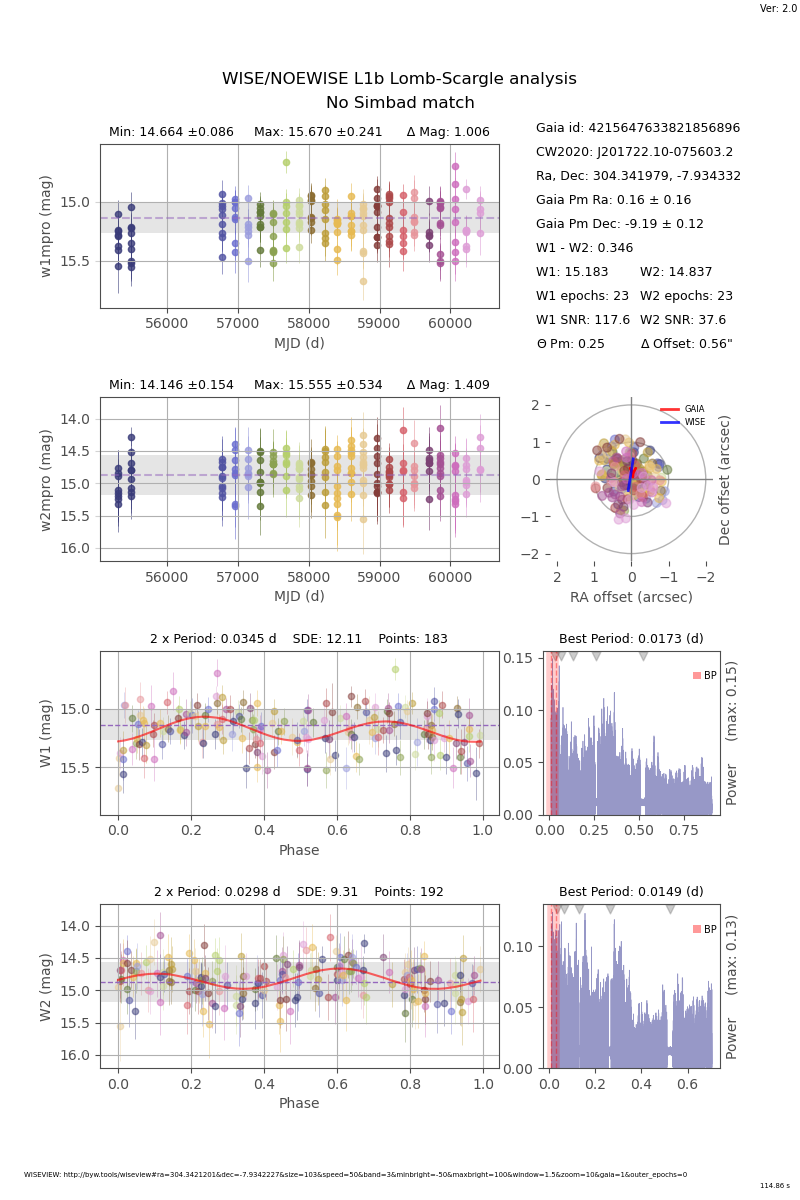 Ver: 2.0
WISE/NOEWISE L1b Lomb-Scargle analysis
No Simbad match
Min: 14.664 ±0.086 Max: 15.670 ±0.241 Δ Mag: 1.006
w1mpro (mag)
15.0
15.5
56000 57000 58000 59000 60000
MJD (d)
Gaia id: 4215647633821856896
CW2020: J201722.10-075603.2
Ra, Dec: 304.341979, -7.934332
Gaia Pm Ra: 0.16 ± 0.16
Gaia Pm Dec: -9.19 ± 0.12
W1 - W2: 0.346
W1: 15.183 W2: 14.837
W1 epochs: 23 W2 epochs: 23
W1 SNR: 117.6 W2 SNR: 37.6
Θ Pm: 0.25 Δ Offset: 0.56"
Min: 14.146 ±0.154 Max: 15.555 ±0.534 Δ Mag: 1.409
w2mpro (mag)
14.0
14.5
15.0
15.5
16.0
56000 57000 58000 59000 60000
MJD (d)
GAIA
WISE
2
1
0
−1
−2
2 1 0 −1 −2
RA offset (arcsec)
Dec offset (arcsec)
2 x Period: 0.0345 d SDE: 12.11 Points: 183
W1 (mag)
15.0
15.5
0.0 0.2 0.4 0.6 0.8 1.0
Phase
Best Period: 0.0173 (d)
BP
0.15
0.10
0.05
0.00
0.00 0.25 0.50 0.75
Power (max: 0.15)
2 x Period: 0.0298 d SDE: 9.31 Points: 192
W2 (mag)
14.0
14.5
15.0
15.5
16.0
0.0 0.2 0.4 0.6 0.8 1.0
Phase
Best Period: 0.0149 (d)
BP
0.10
0.05
0.00
0.0 0.2 0.4 0.6
Power (max: 0.13)
WISEVIEW: http://byw.tools/wiseview#ra=304.3421201&dec=-7.9342227&size=103&speed=50&band=3&minbright=-50&maxbright=100&window=1.5&zoom=10&gaia=1&outer_epochs=0
114.86 s